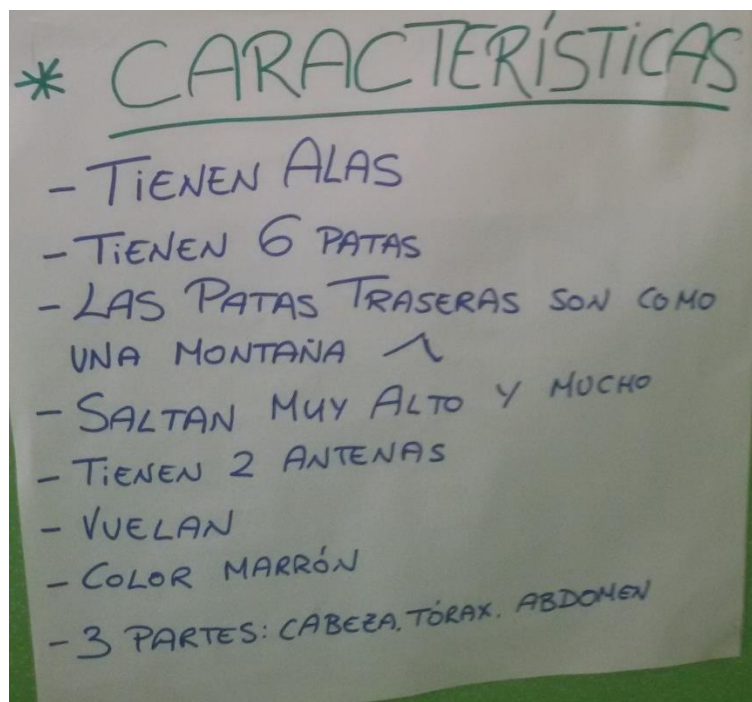 * CARACTERÍSTICAS
- TIENEN ALAS
- TIENEN 6 PATAS
- LAS PATAS TRASERAS SON COMO
UNA MONTAÑA
- SALTAN MUY ALTO Y MUCHO
- TIENEN 2 ANTENAS
- VUELAN
- COLOR MARRÓN
- 3 PARTES: CABEZA. TÓRAX. ABDOMEN